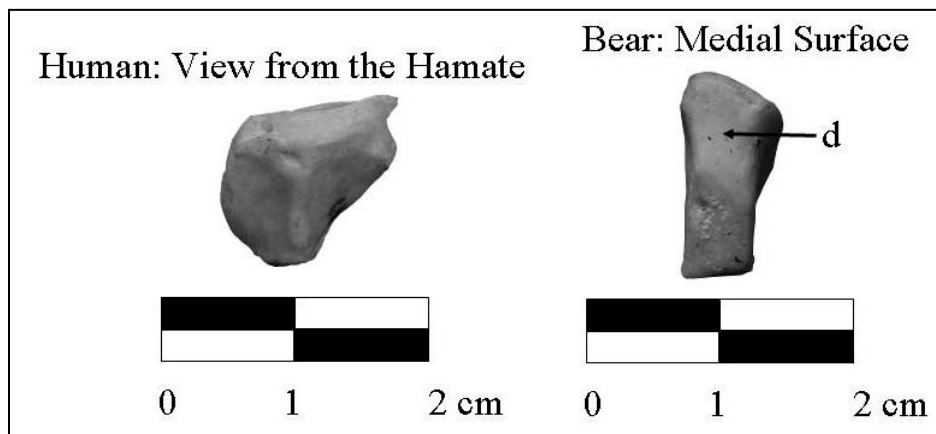 Human: View from the Hamate
Bear: Medial Surface
d
0 1 2 cm
0 1 2 cm